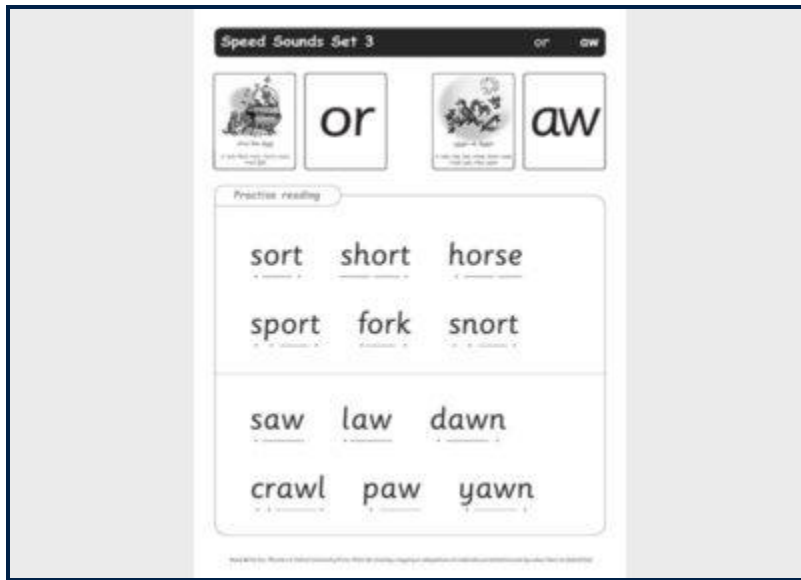 Speed Sounds Set 3 or aw
or
aw
Practise reading
sort short horse
sport fork snort
saw law dawn
crawl paw yawn